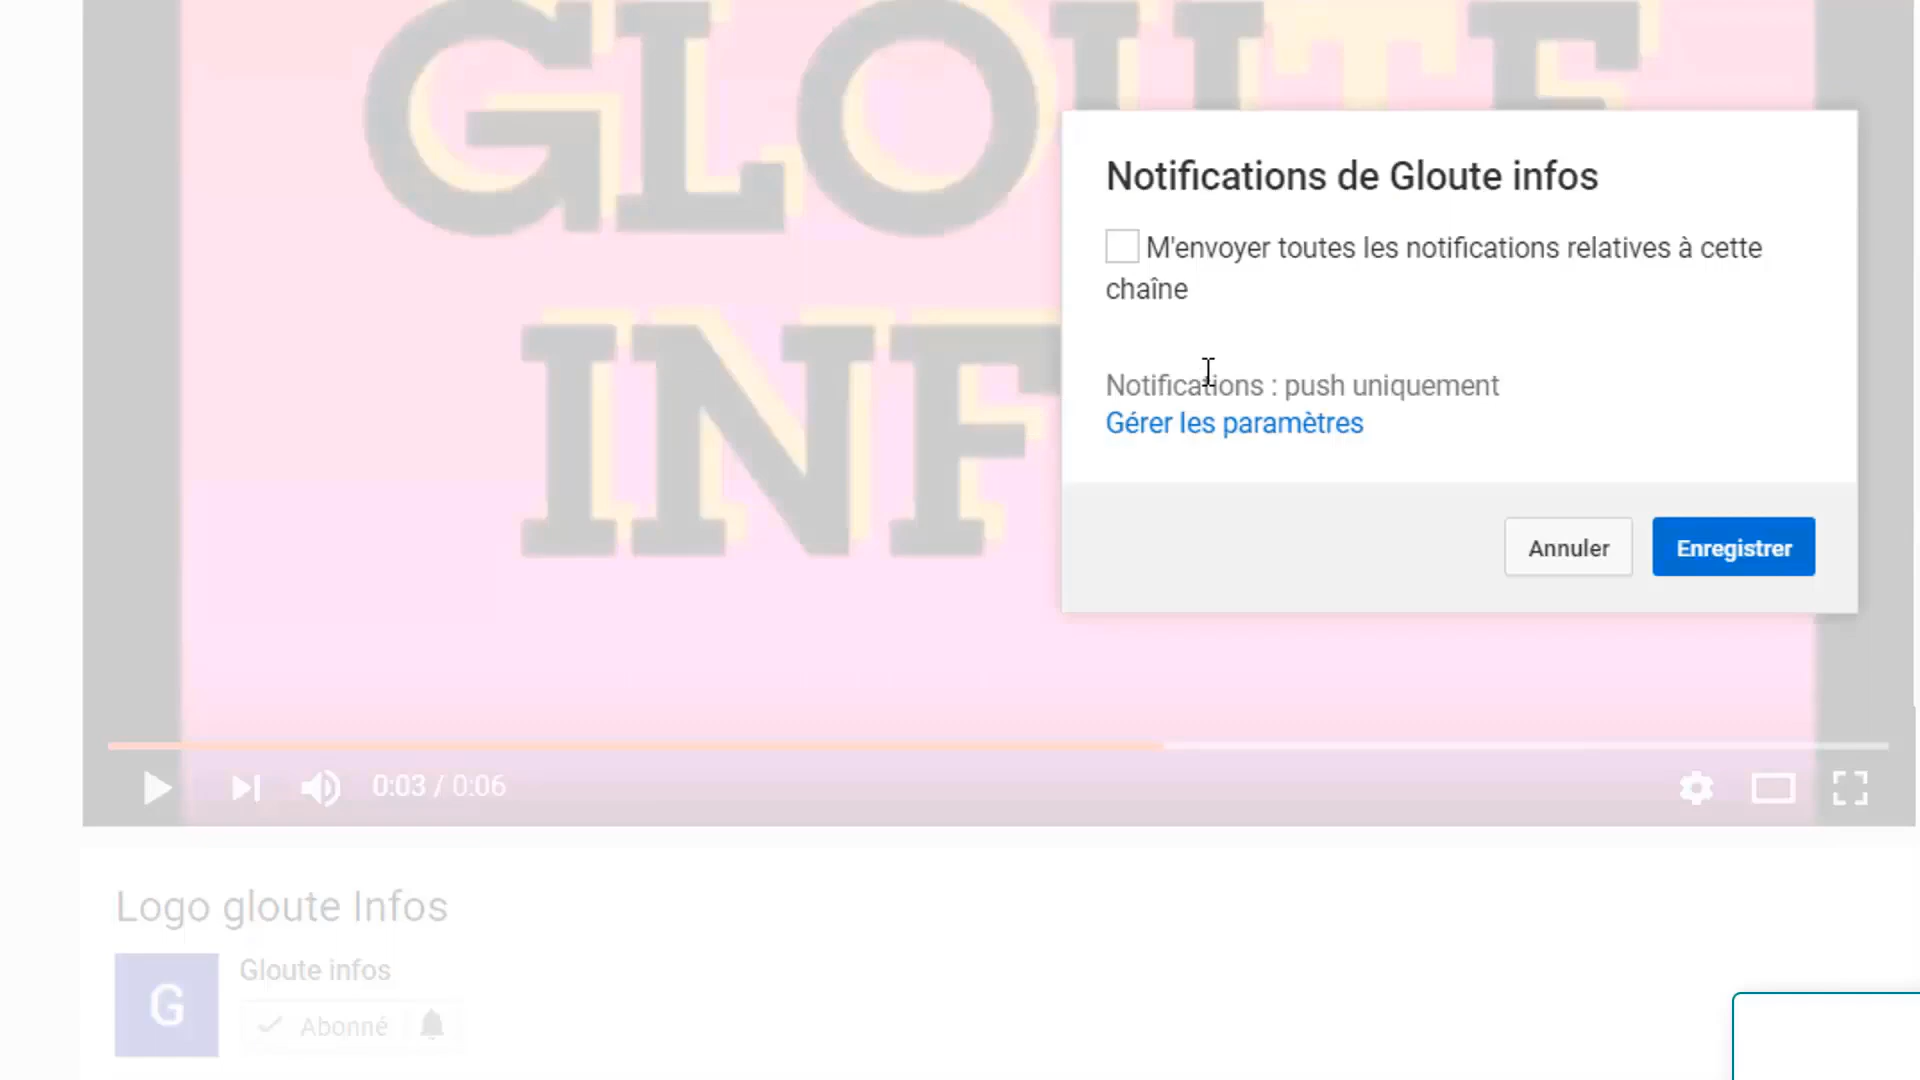 GLOUTE
INF
Notifications de Gloute infos
M'envoyer toutes les notifications relatives à cette
chaîne
Notifications : push uniquement
Gérer les paramètres
Annuler
Enregistrer
0:03 / 0:06
Logo gloute Infos
G
Gloute infos
Abonné